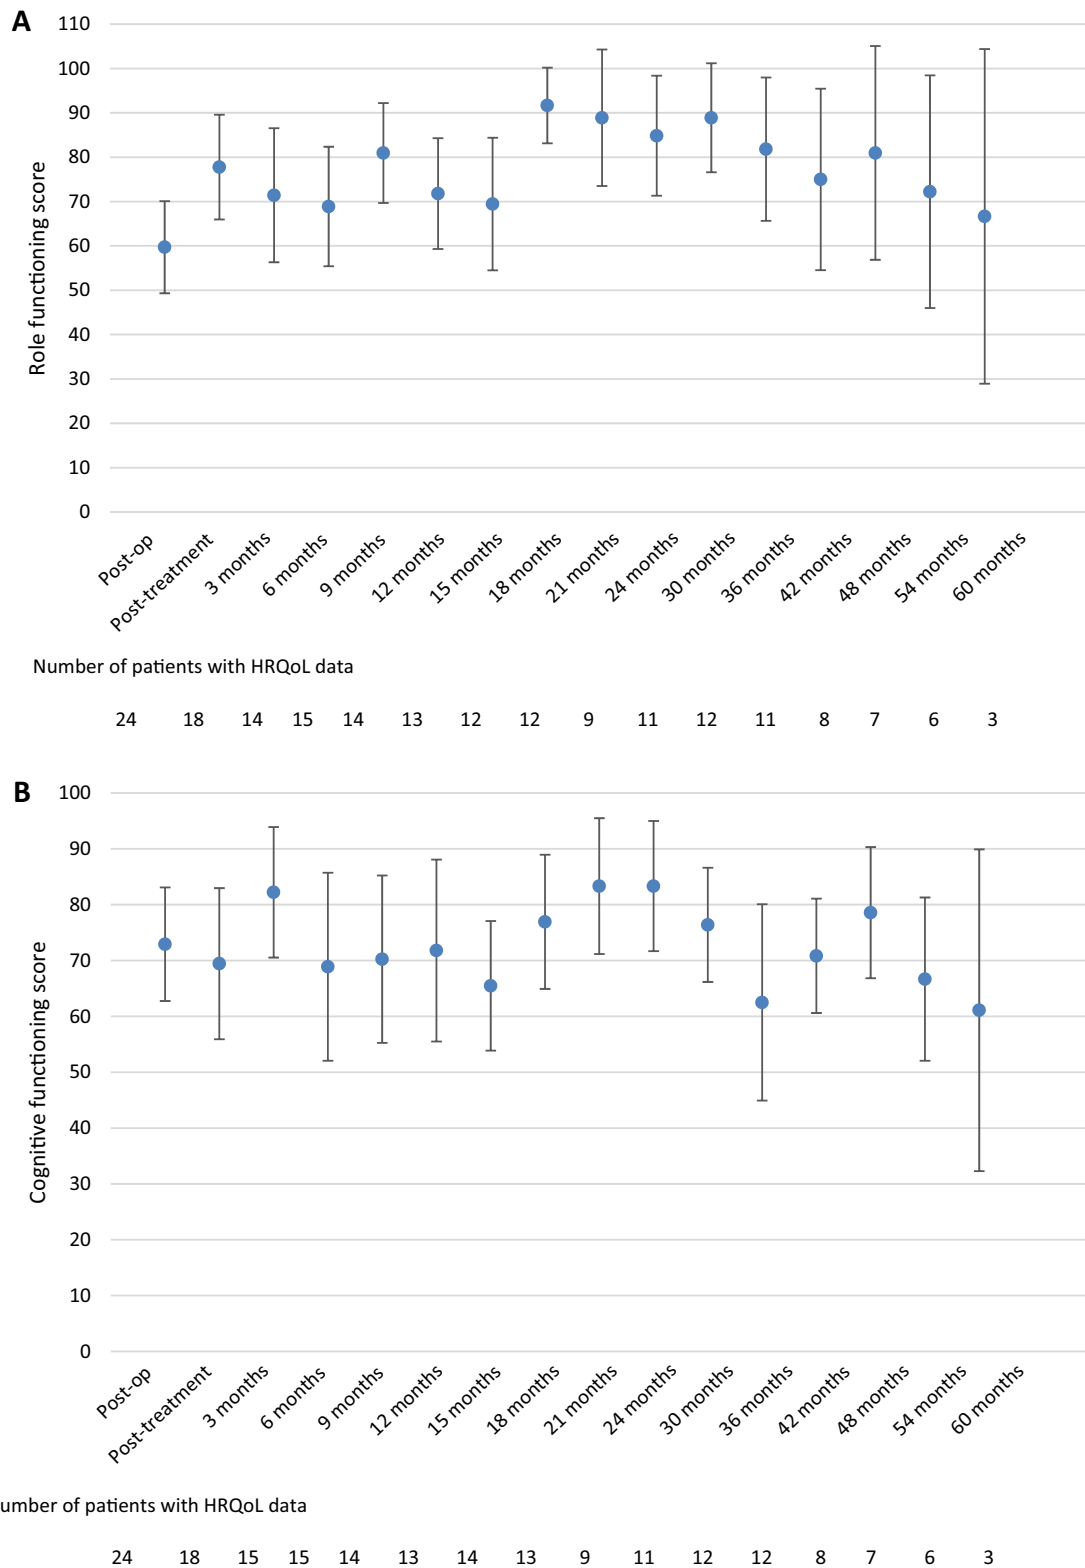 A
110
100
90
80
70
60
50
40
30
20
10
0
Role functioning score
Post-op Post-treatment 3 months 6 months 9 months 12 months 15 months 18 months 21 months 24 months 30 months 36 months 42 months 48 months 54 months 60 months
Number of patients with HRQoL data
24 18 14 15 14 13 12 12 9 11 12 11 8 7 6 3
B
100
90
80
70
60
50
40
30
20
10
0
Cognitive functioning score
Post-op Post-treatment 3 months 6 months 9 months 12 months 15 months 18 months 21 months 24 months 30 months 36 months 42 months 48 months 54 months 60 months
umber of patients with HRQoL data
24 18 15 15 14 13 14 13 9 11 12 12 8 7 6 3